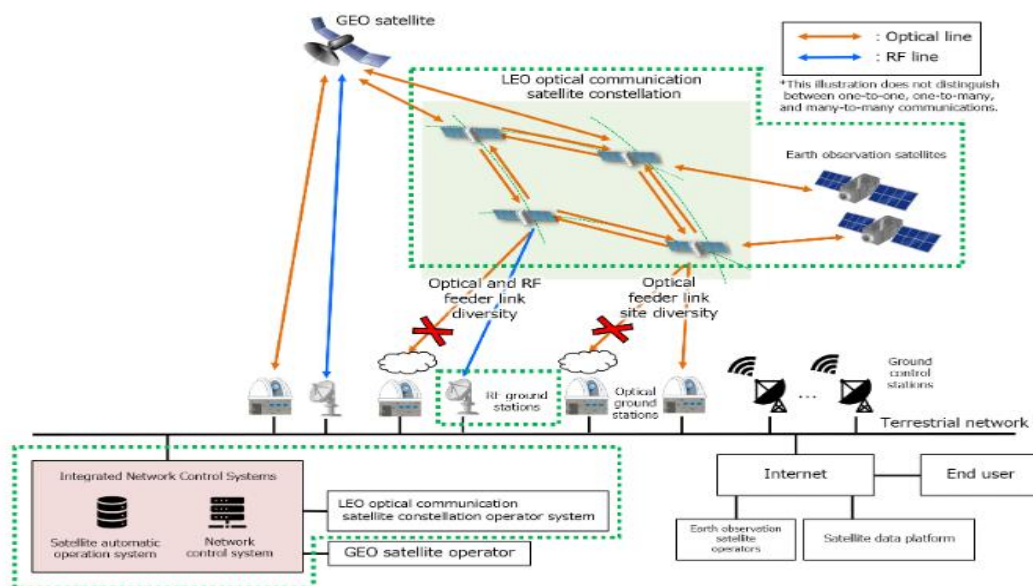 GEO satellite
: Optical line
: RF line
*This illustration does not distinguish
between one-to-one, one-to-many,
and many-to-many communications.
LEO optical communication
satellite constellation
Earth observation satellites
Optical and RF
feeder link
diversity
Optical
feeder link
site diversity
RF ground
stations
Optical
ground
stations
Ground
control
stations
...
Terrestrial network
Integrated Network Control Systems
Satellite automatic
operation system
Network
control system
LEO optical communication
satellite constellation operator system
GEO satellite operator
Internet
End user
Earth observation
satellite
operators
Satellite data platform